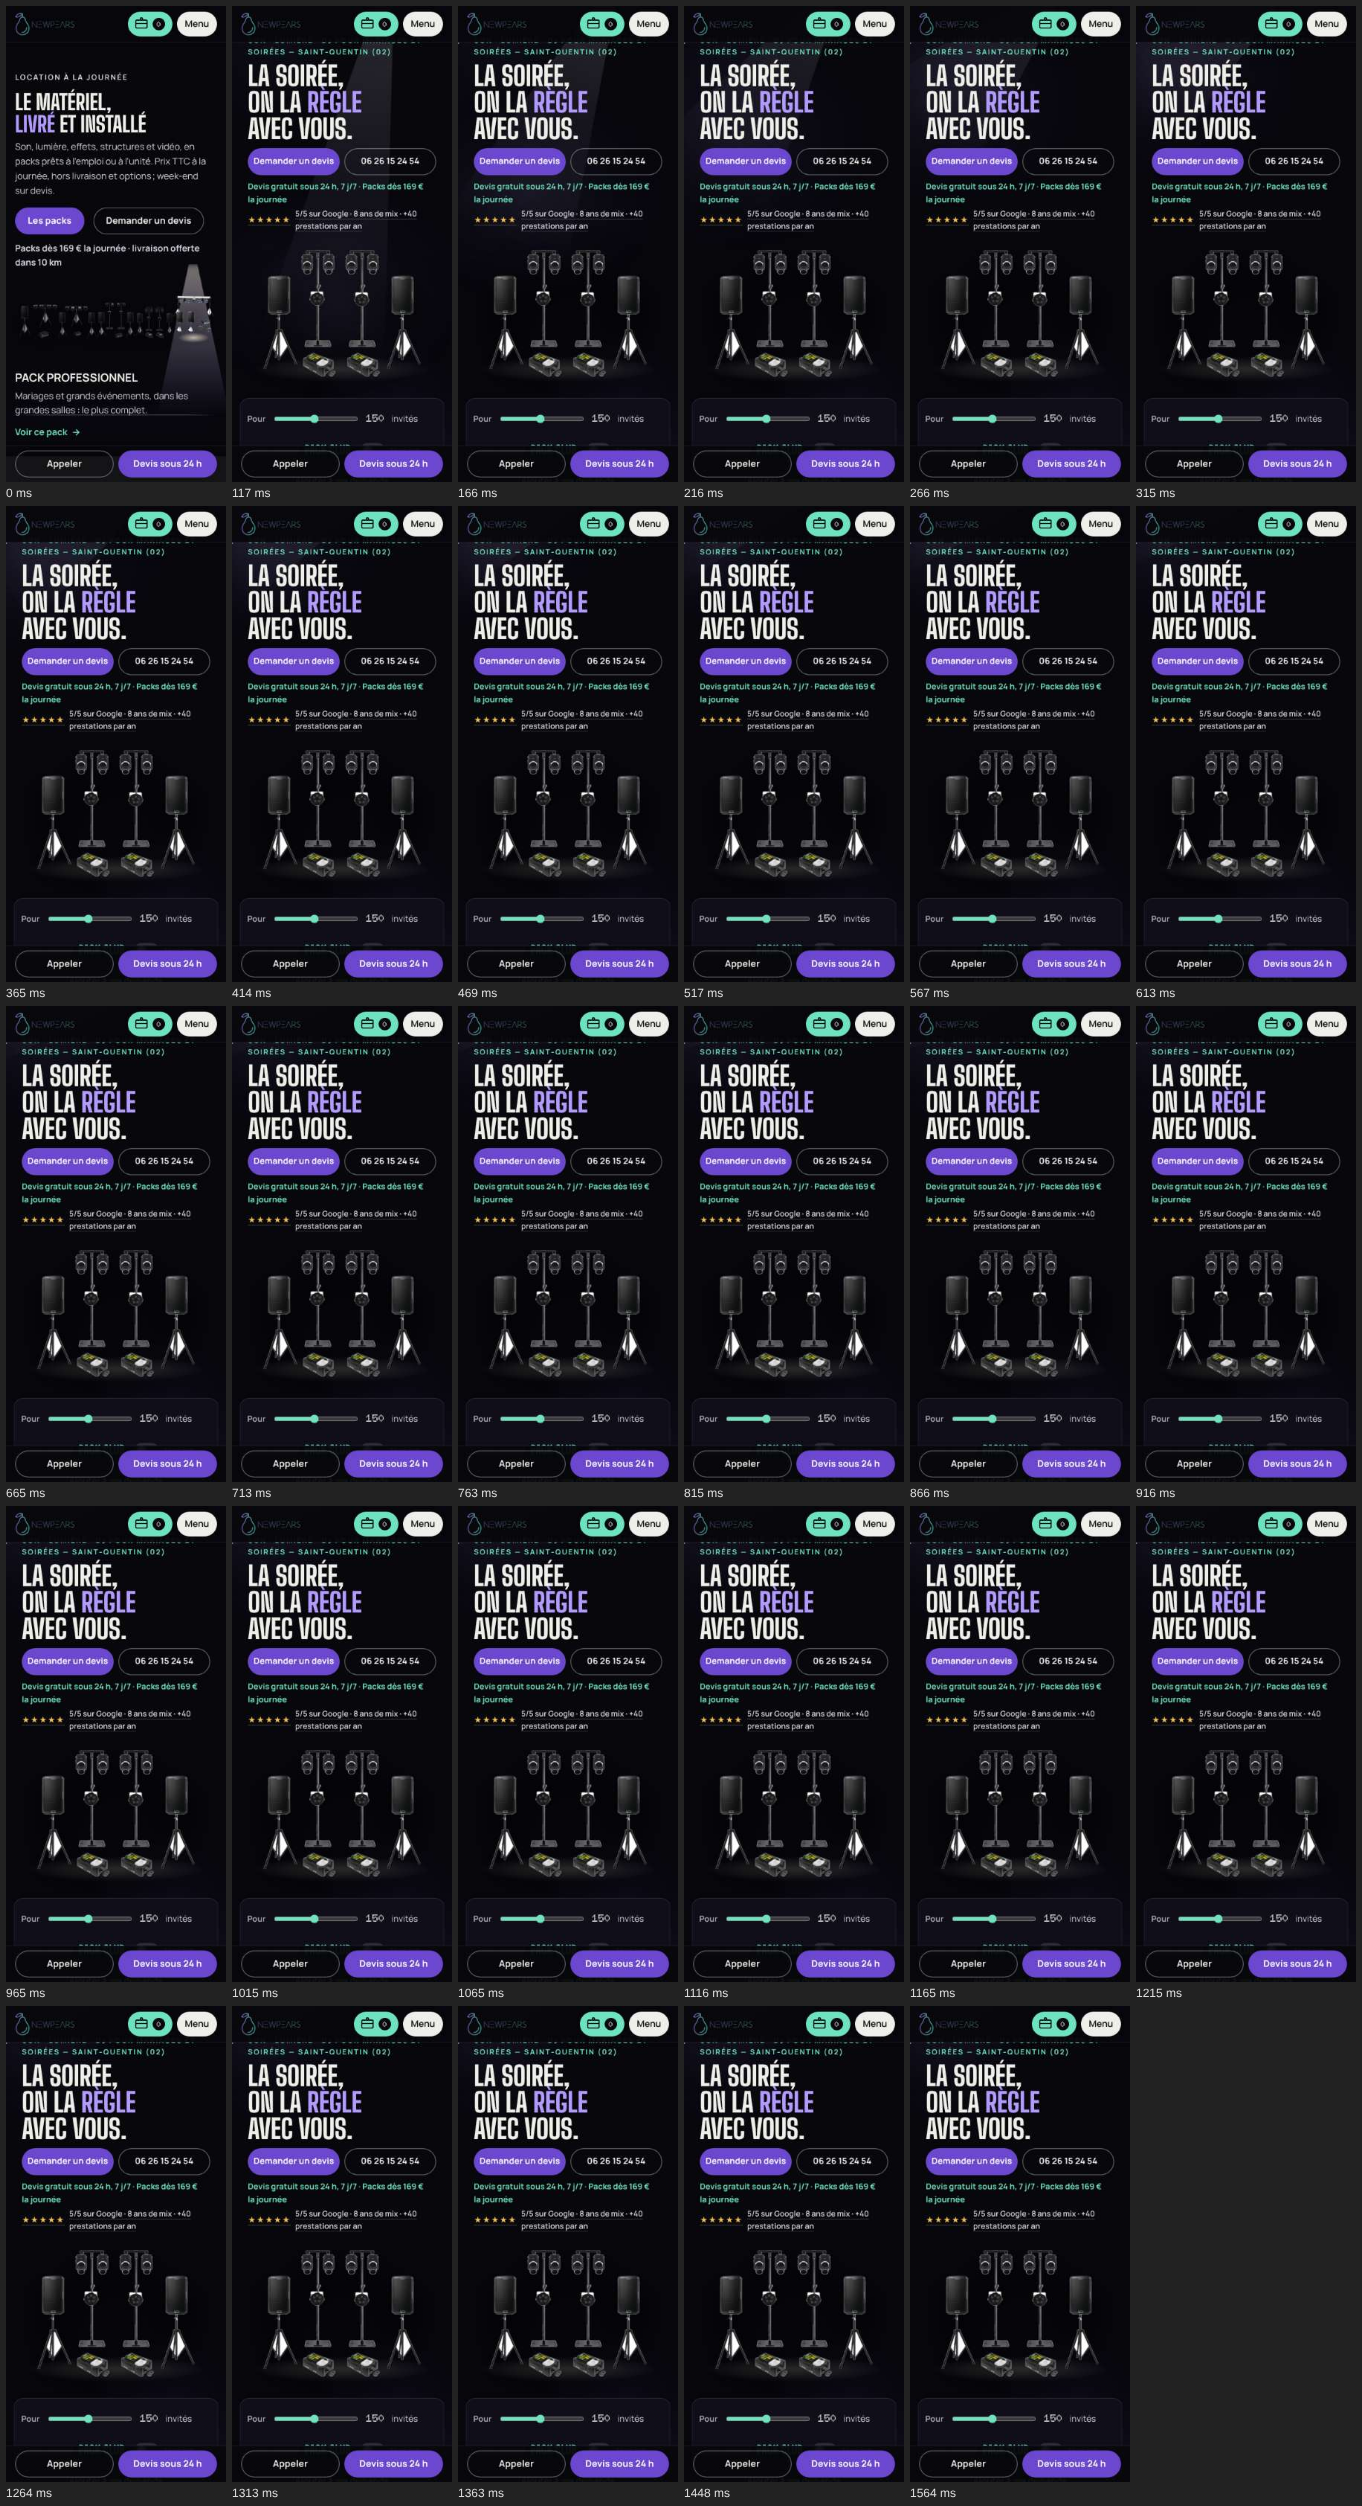 NEWPEARS
0
Menu
LOCATION À LA JOURNÉE
LE MATÉRIEL,
LIVRÉ ET INSTALLÉ
Son, lumière, effets, structures et vidéo, en
packs prêts à l'emploi ou à l'unité. Prix TTC à la
journée, hors livraison et options ; week-end
sur devis.
Les packs
Demander un devis
Packs dès 169 € la journée · livraison offerte
dans 10 km
PACK PROFESSIONNEL
Mariages et grands événements, dans les
grandes salles : le plus complet.
Voir ce pack →
Appeler
Devis sous 24 h
0 ms
NEWPEARS
0
Menu
SOIRÉES – SAINT-QUENTIN (02)
LA SOIRÉE,
ON LA RÈGLE
AVEC VOUS.
Demander un devis
06 26 15 24 54
Devis gratuit sous 24 h, 7 j/7 · Packs dès 169 €
la journée
★★★★★ 5/5 sur Google · 8 ans de mix · +40
prestations par an
Pour 150 invités
Appeler
Devis sous 24 h
117 ms
166 ms
216 ms
266 ms
315 ms
365 ms
414 ms
469 ms
517 ms
567 ms
613 ms
665 ms
713 ms
763 ms
815 ms
866 ms
916 ms
965 ms
1015 ms
1065 ms
1116 ms
1165 ms
1215 ms
1264 ms
1313 ms
1363 ms
1448 ms
1564 ms